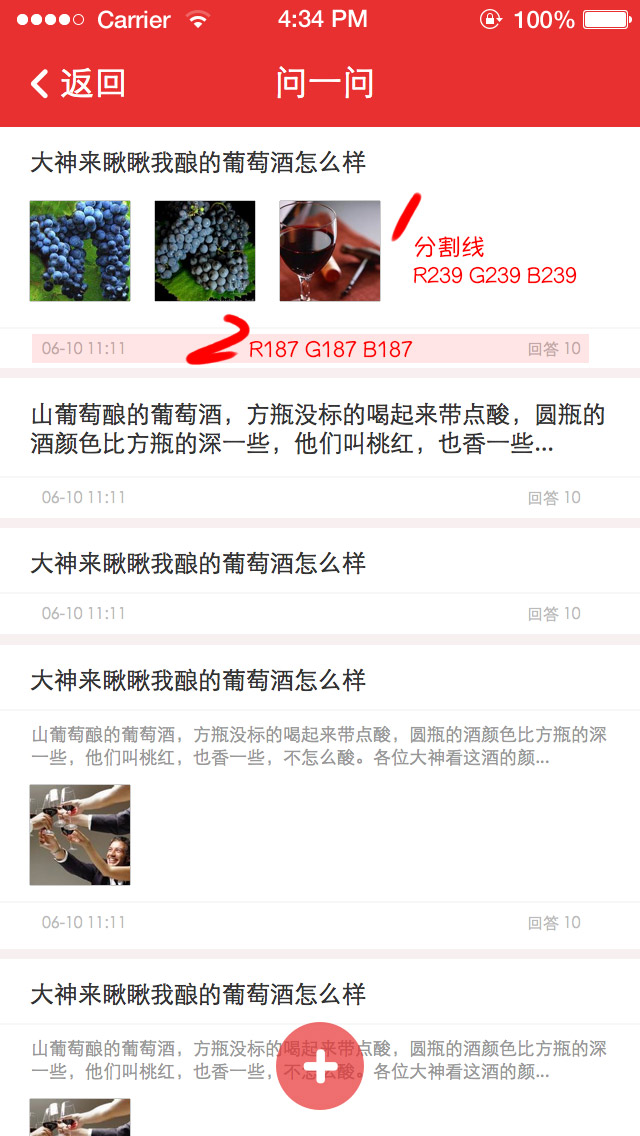 Carrier 4:34 PM 100%
返回 问一问
大神来瞅瞅我酿的葡萄酒怎么样
1
分割线
R239 G239 B239
06-10 11:11 2 R187 G187 B187 回答 10
山葡萄酿的葡萄酒，方瓶没标的喝起来带点酸，圆瓶的
酒颜色比方瓶的深一些，他们叫桃红，也香一些...
06-10 11:11 回答 10
大神来瞅瞅我酿的葡萄酒怎么样
06-10 11:11 回答 10
大神来瞅瞅我酿的葡萄酒怎么样
山葡萄酿的葡萄酒，方瓶没标的喝起来带点酸，圆瓶的酒颜色比方瓶的深
一些，他们叫桃红，也香一些，不怎么酸。各位大神看这酒的颜...
06-10 11:11 回答 10
大神来瞅瞅我酿的葡萄酒怎么样
山葡萄酿的葡萄酒，方瓶没标的喝起来带点酸，圆瓶的酒颜色比方瓶的深
一些，他们叫桃红，也香一些，不怎么酸。各位大神看这酒的颜...